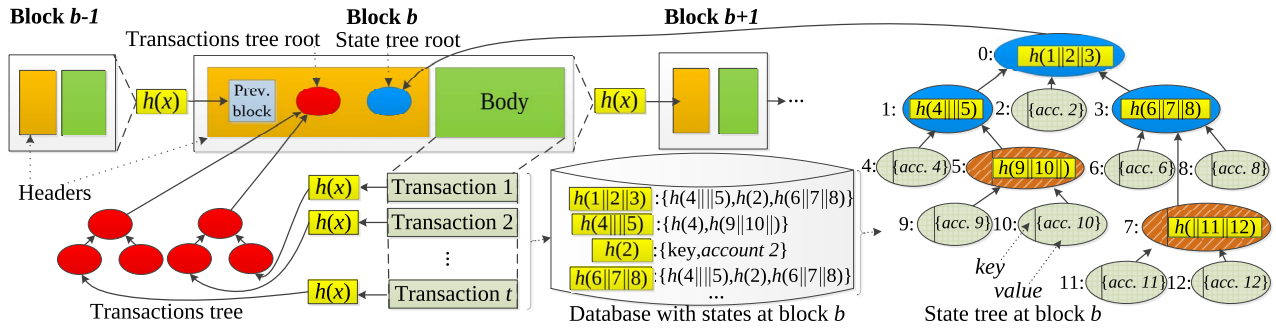 Block b-1
Block b
Block b+1
Transactions tree root
State tree root
h(x)
Prev.
block
Body
h(x)
...
Headers
h(x)
Transaction 1
h(x)
Transaction 2
⋮
h(x)
Transaction t
Transactions tree
h(1||2||3) :{h(4||||5),h(2),h(6||7||8)}
h(4||||5) :{h(4),h(9||10||)}
h(2) :{key,account 2}
h(6||7||8) :{h(4||||5),h(2),h(6||7||8)}
...
Database with states at block b
0: h(1||2||3)
1: h(4||||5) 2: {acc. 2} 3: h(6||7||8)
4: {acc. 4} 5: h(9||10||) 6: {acc. 6} 8: {acc. 8}
9: {acc. 9} 10: {acc. 10} 7: h(||11||12)
key
value
11: {acc. 11} 12: {acc. 12}
State tree at block b